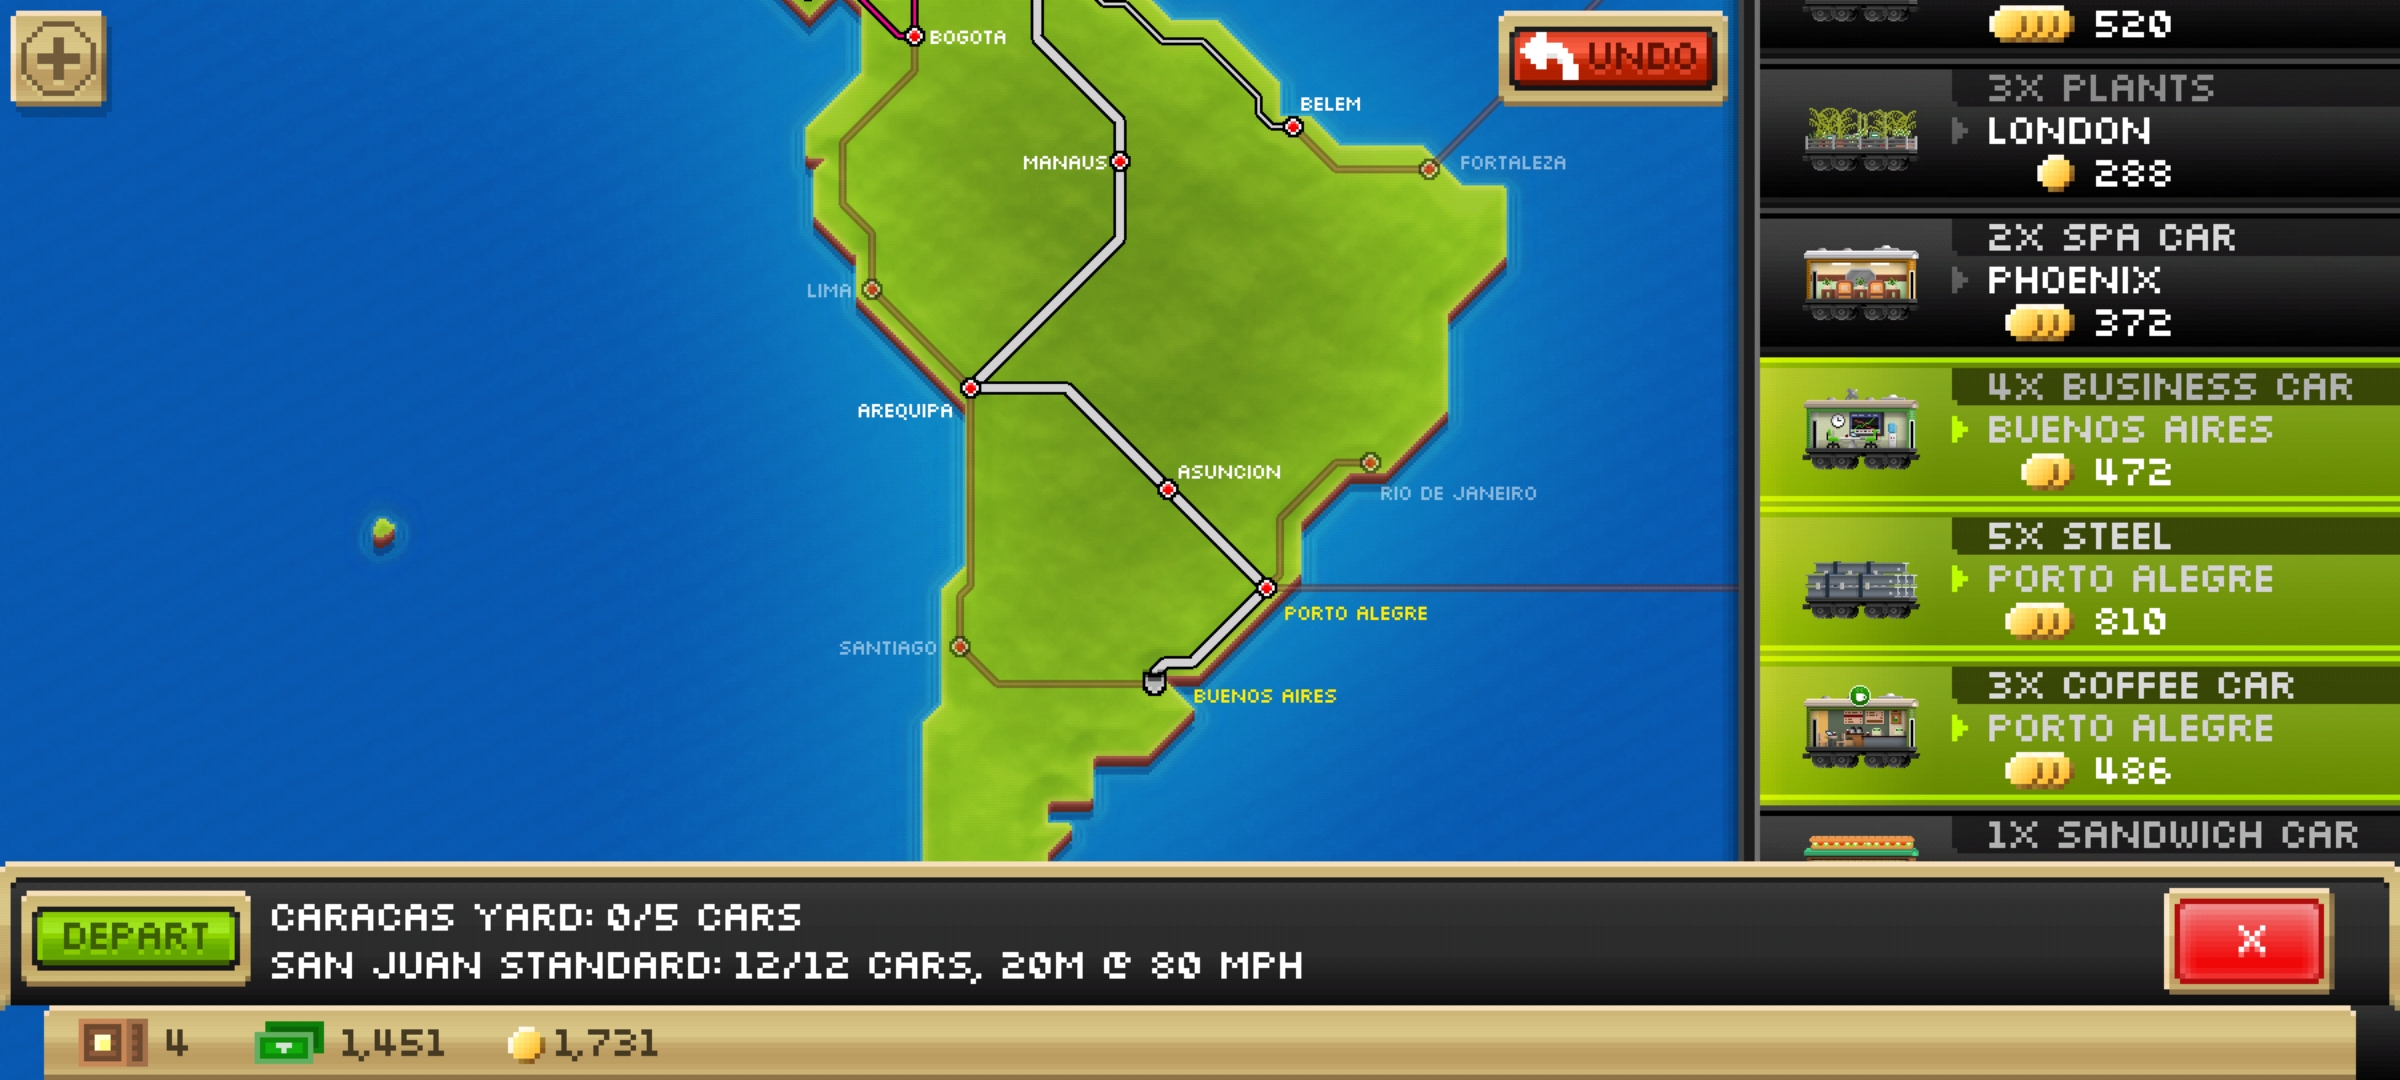 BOGOTA
UNDO
BELEM
MANAUS
FORTALEZA
LIMA
AREQUIPA
ASUNCION
RIO DE JANEIRO
PORTO ALEGRE
SANTIAGO
BUENOS AIRES
520
3X PLANTS
LONDON
288
2X SPA CAR
PHOENIX
372
4X BUSINESS CAR
BUENOS AIRES
472
5X STEEL
PORTO ALEGRE
810
3X COFFEE CAR
PORTO ALEGRE
486
1X SANDWICH CAR
DEPART
CARACAS YARD: 0/5 CARS
SAN JUAN STANDARD: 12/12 CARS, 20M @ 80 MPH
X
4
1,451
1,731